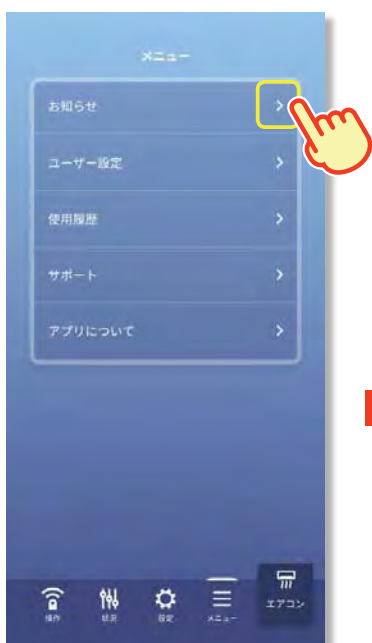 メニュー
お知らせ
ユーザー設定
使用履歴
サポート
アプリについて
操作
状況
設定
メニュー
エアコン